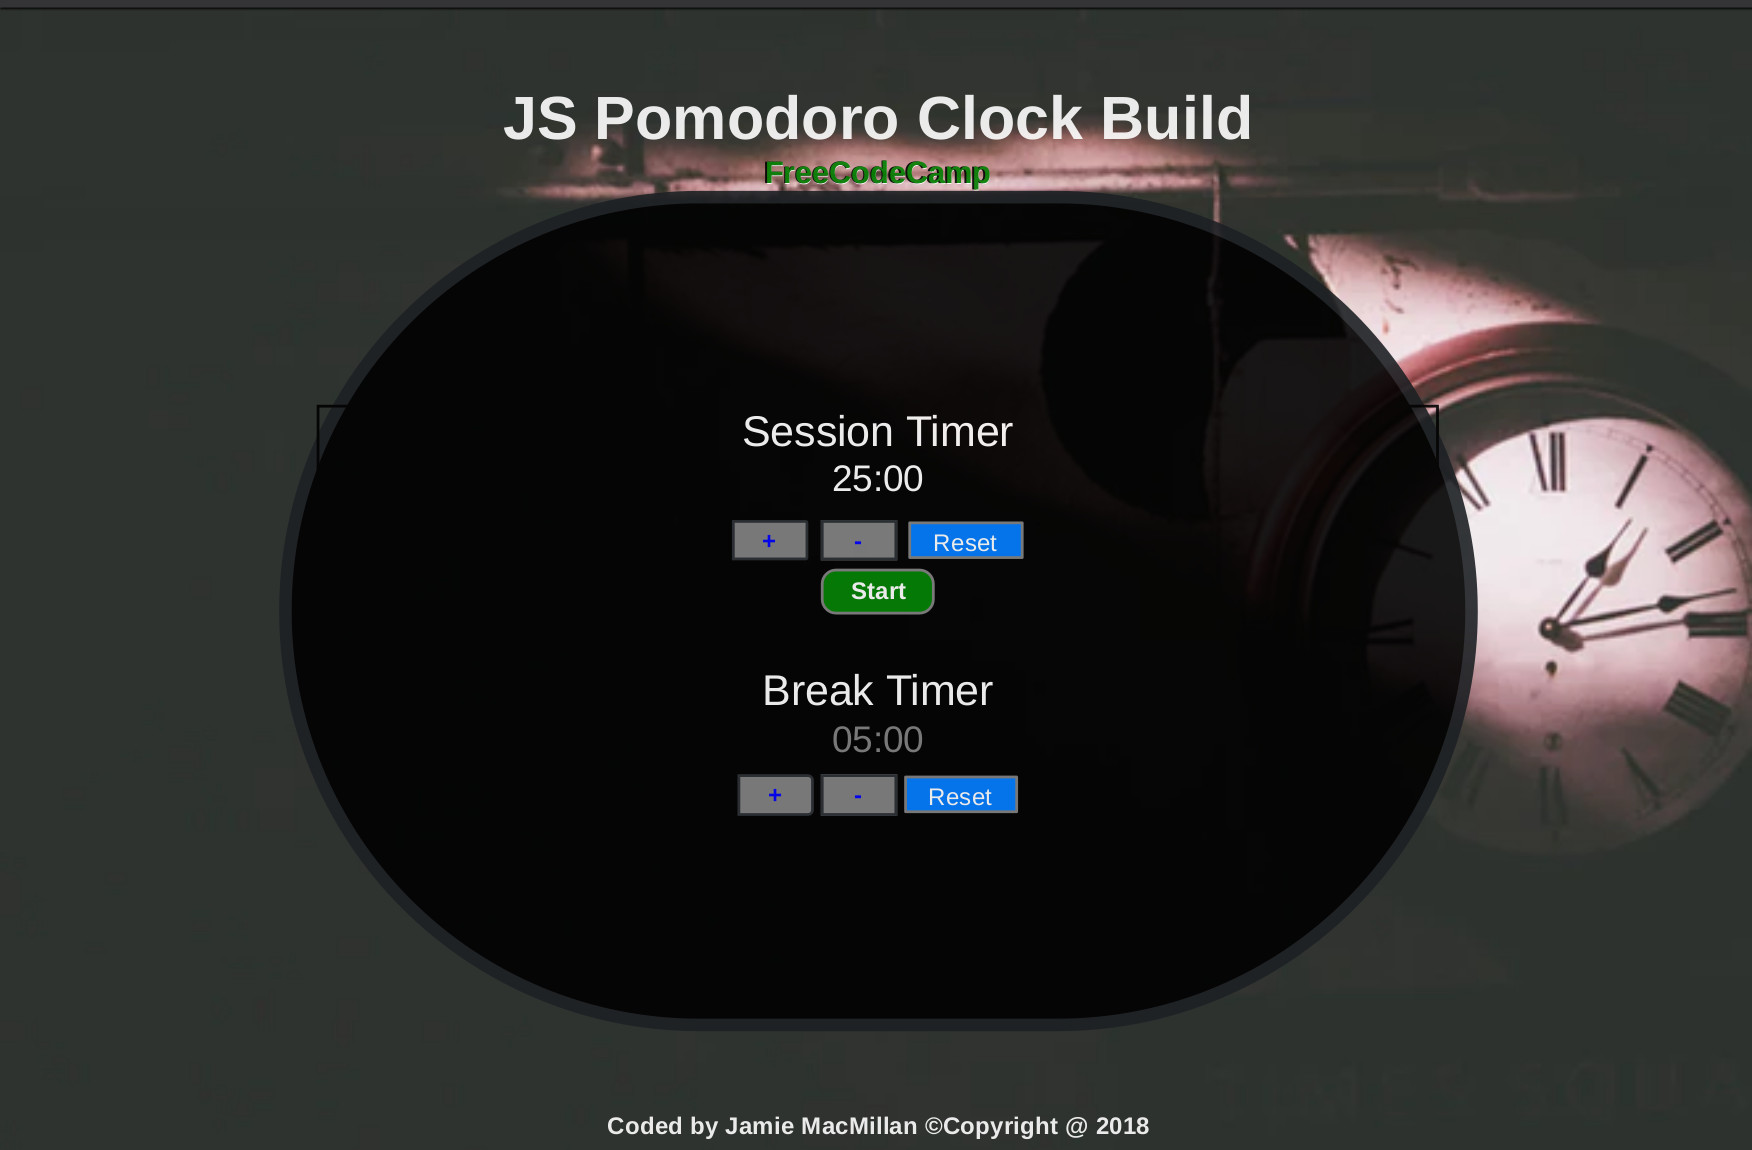 JS Pomodoro Clock Build
FreeCodeCamp
Session Timer
25:00
+ - Reset
Start
Break Timer
05:00
+ - Reset
Coded by Jamie MacMillan ©Copyright @ 2018